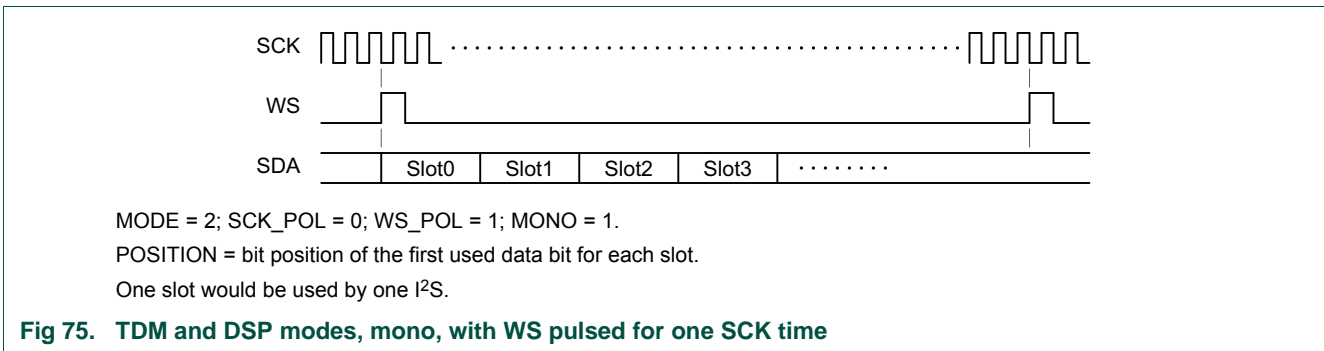 SCK
WS
SDA Slot0 Slot1 Slot2 Slot3 ........
MODE = 2; SCK_POL = 0; WS_POL = 1; MONO = 1.
POSITION = bit position of the first used data bit for each slot.
One slot would be used by one I²S.
Fig 75. TDM and DSP modes, mono, with WS pulsed for one SCK time